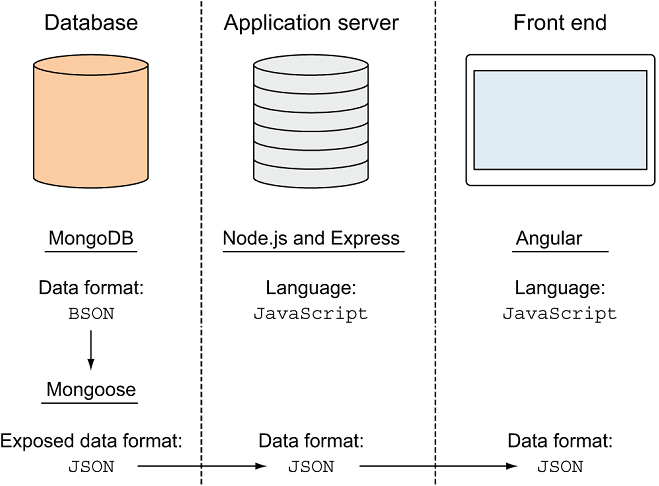 Database
MongoDB
Data format:
BSON
Mongoose
Exposed data format:
JSON
Application server
Node.js and Express
Language:
JavaScript
Data format:
JSON
Front end
Angular
Language:
JavaScript
Data format:
JSON